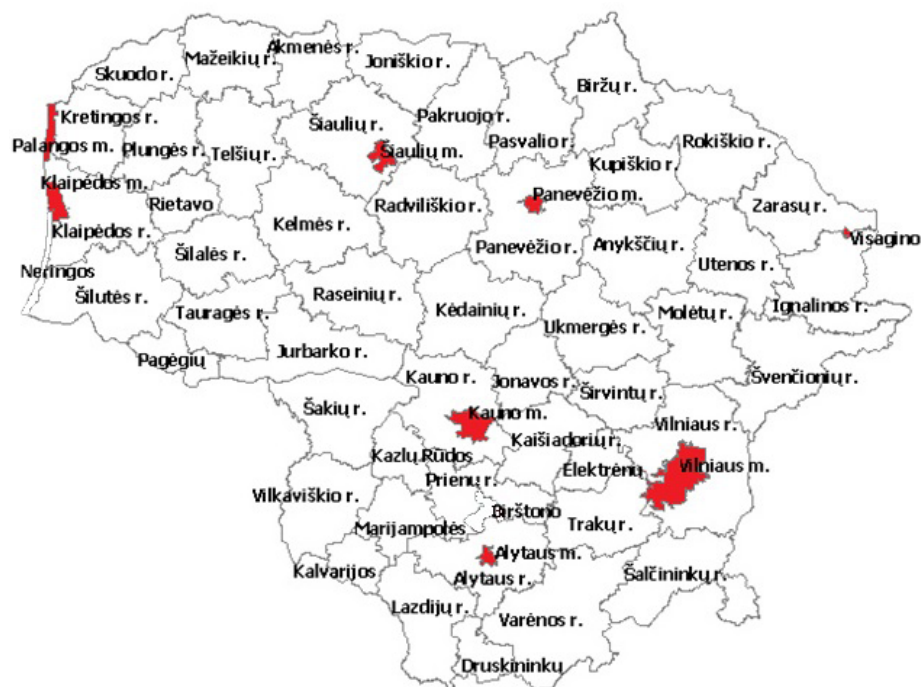 Akmenės r.
Mažeikių r.
Joniškio r.
Skuodo r.
Biržų r.
Kretingos r.
Šiaulių r.
Pakruojo r.
Pasvalio r.
Rokiškio r.
Palangos m.
Plungės r.
Telšių r.
Šiaulių m.
Kupiškio r.
Klaipėdos m.
Rietavo
Radviliškio r.
Panevėžio m.
Zarasų r.
Klaipėdos r.
Kelmės r.
Visagino
Šilalės r.
Panevėžio r.
Anykščių r.
Utenos r.
Neringos
Šilutės r.
Raseinių r.
Kėdainių r.
Ignalinos r.
Tauragės r.
Molėtų r.
Ukmergės r.
Pagėgių
Jurbarko r.
Kauno r.
Jonavos r.
Širvintų r.
Švenčionių r.
Šakių r.
Kauno m.
Vilniaus r.
Kaišiadorių r.
Kazlų Rūdos
Elektrėnų
Vilniaus m.
Prienų r.
Vilkaviškio r.
Birštono
Marijampolės
Trakų r.
Alytaus m.
Kalvarijos
Alytaus r.
Šalčininkų r.
Lazdijų r.
Varėnos r.
Druskininkų